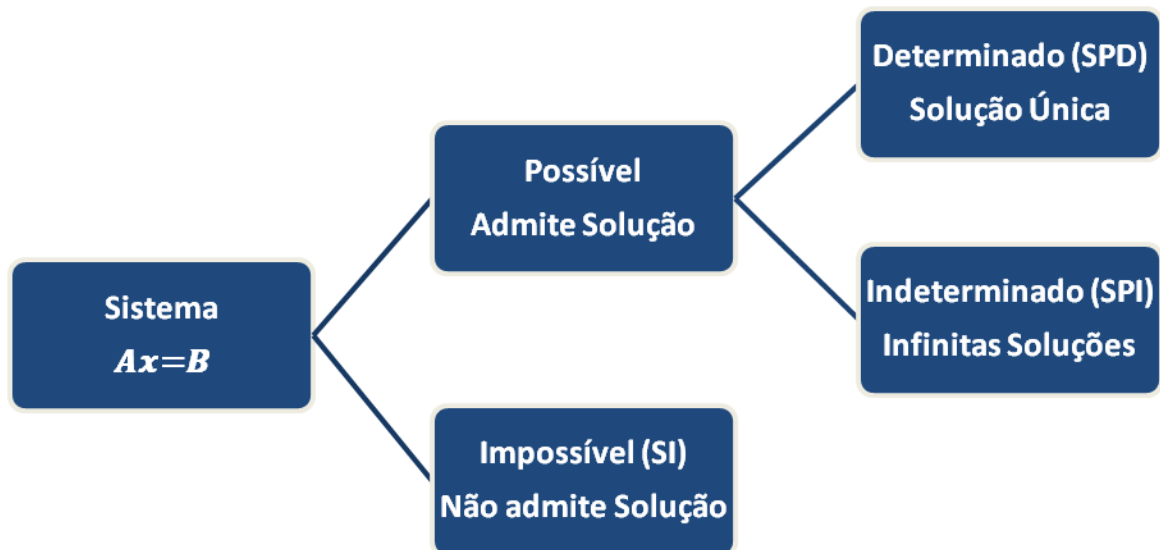 Sistema
Ax=B
Possível
Admite Solução
Impossível (SI)
Não admite Solução
Determinado (SPD)
Solução Única
Indeterminado (SPI)
Infinitas Soluções